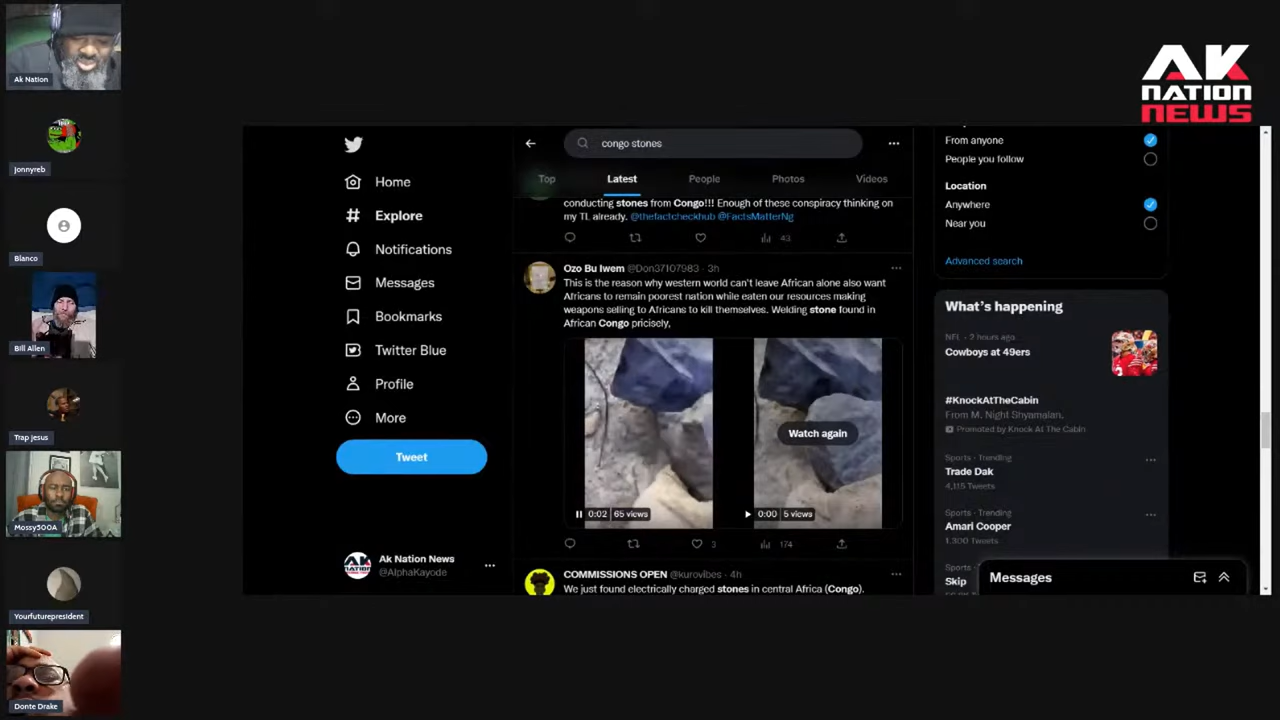 Ak Nation
Jonnyreb
Blanco
Bill Allen
Trap jesus
Mossy500A
Yourfuturepresident
Donte Drake
AK
NATION
NEWS
Home
Explore
Notifications
Messages
Bookmarks
Twitter Blue
Profile
More
Tweet
Ak Nation News
@AlphaKayode
congo stones
Top
Latest
People
Photos
Videos
conducting stones from Congo!!! Enough of these conspiracy thinking on
my TL already. @thefactcheckhub @FactsMatterNg
43
Ozo Bu Iwem @Don37107983 · 3h
This is the reason why western world can't leave African alone also want
Africans to remain poorest nation while eaten our resources making
weapons selling to Africans to kill themselves. Welding stone found in
African Congo pricisely,
0:02 65 views
Watch again
0:00 5 views
3
174
COMMISSIONS OPEN @kurovibes · 4h
We just found electrically charged stones in central Africa (Congo).
From anyone
People you follow
Location
Anywhere
Near you
Advanced search
What's happening
NFL · 2 hours ago
Cowboys at 49ers
#KnockAtTheCabin
From M. Night Shyamalan.
Promoted by Knock At The Cabin
Sports · Trending
Trade Dak
4,115 Tweets
Sports · Trending
Amari Cooper
1,300 Tweets
Sports ·
Skip
Messages